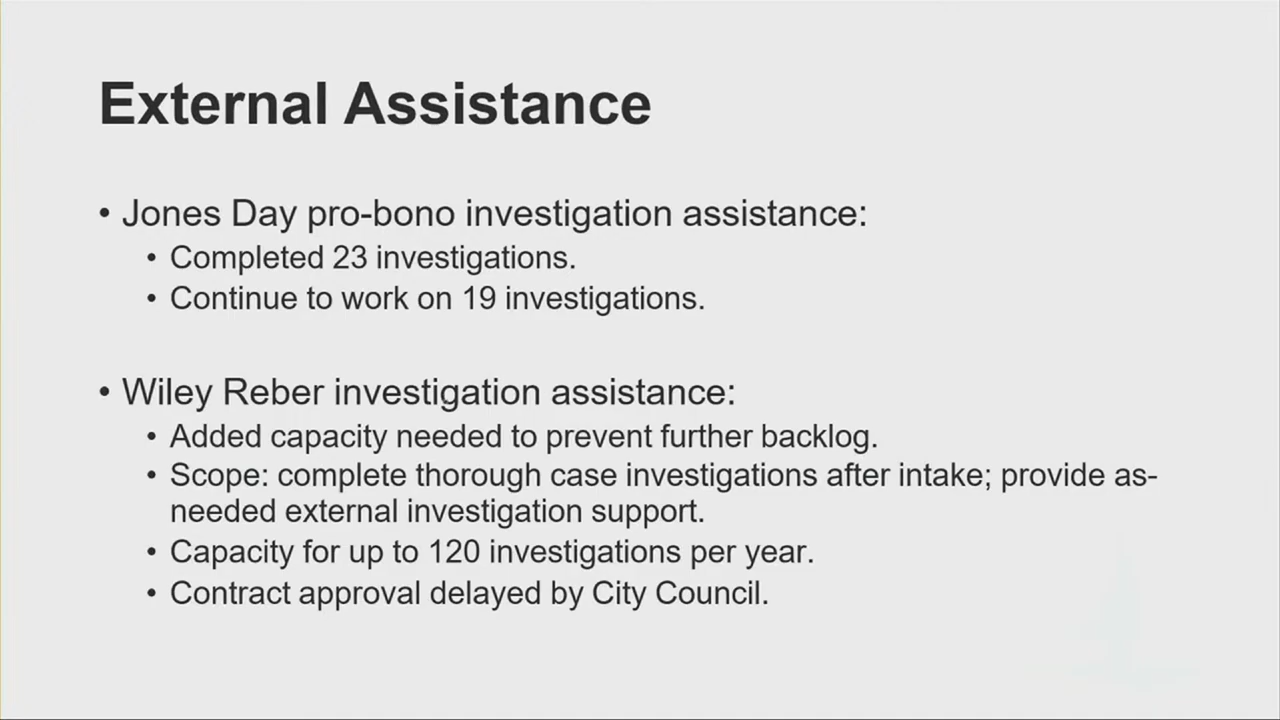 External Assistance
• Jones Day pro-bono investigation assistance:
• Completed 23 investigations.
• Continue to work on 19 investigations.
• Wiley Reber investigation assistance:
• Added capacity needed to prevent further backlog.
• Scope: complete thorough case investigations after intake; provide as-
needed external investigation support.
• Capacity for up to 120 investigations per year.
• Contract approval delayed by City Council.